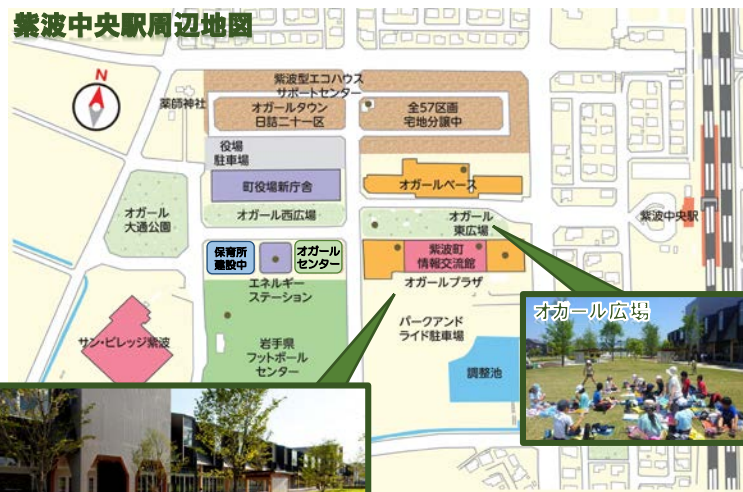 紫波中央駅周辺地図
N
薬師神社
紫波型エコハウス
サポートセンター
オガールタウン
日詰二十一区
全57区画
宅地分譲中
役場
駐車場
町役場新庁舎
オガールベース
オガール
大通公園
オガール西広場
オガール
東広場
紫波中央駅
保育所
建設中
オガール
センター
紫波町
情報交流館
エネルギー
ステーション
オガールプラザ
サン・ビレッジ紫波
岩手県
フットボール
センター
パークアンド
ライド駐車場
調整池
オガール広場